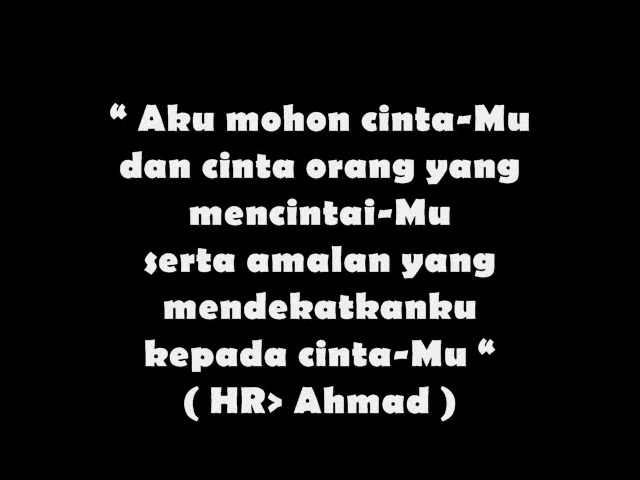 “ Aku mohon cinta-Mu
dan cinta orang yang
mencintai-Mu
serta amalan yang
mendekatkanku
kepada cinta-Mu “
( HR> Ahmad )